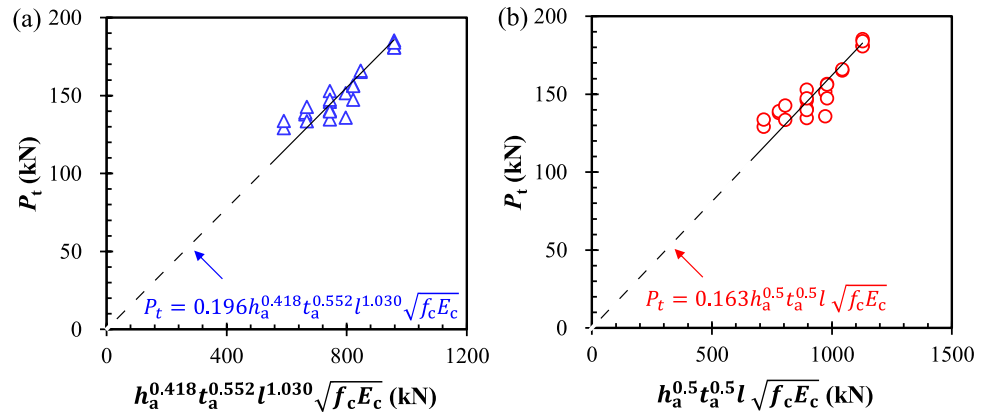 (a)
200
150
100
50
0
P_t (kN)
P_t = 0.196h_a^0.418 t_a^0.552 l^1.030 √(f_c E_c)
0 400 800 1200
h_a^0.418 t_a^0.552 l^1.030 √(f_c E_c) (kN)
(b)
200
150
100
50
0
P_t (kN)
P_t = 0.163h_a^0.5 t_a^0.5 l √(f_c E_c)
0 500 1000 1500
h_a^0.5 t_a^0.5 l √(f_c E_c) (kN)